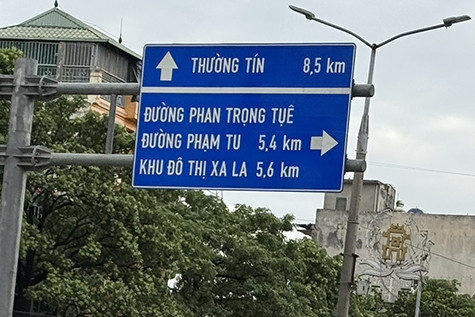 THƯỜNG TÍN 8,5 km
ĐƯỜNG PHAN TRỌNG TUÊ
ĐƯỜNG PHẠM TU 5,4 km
KHU ĐÔ THỊ XA LA 5,6 km